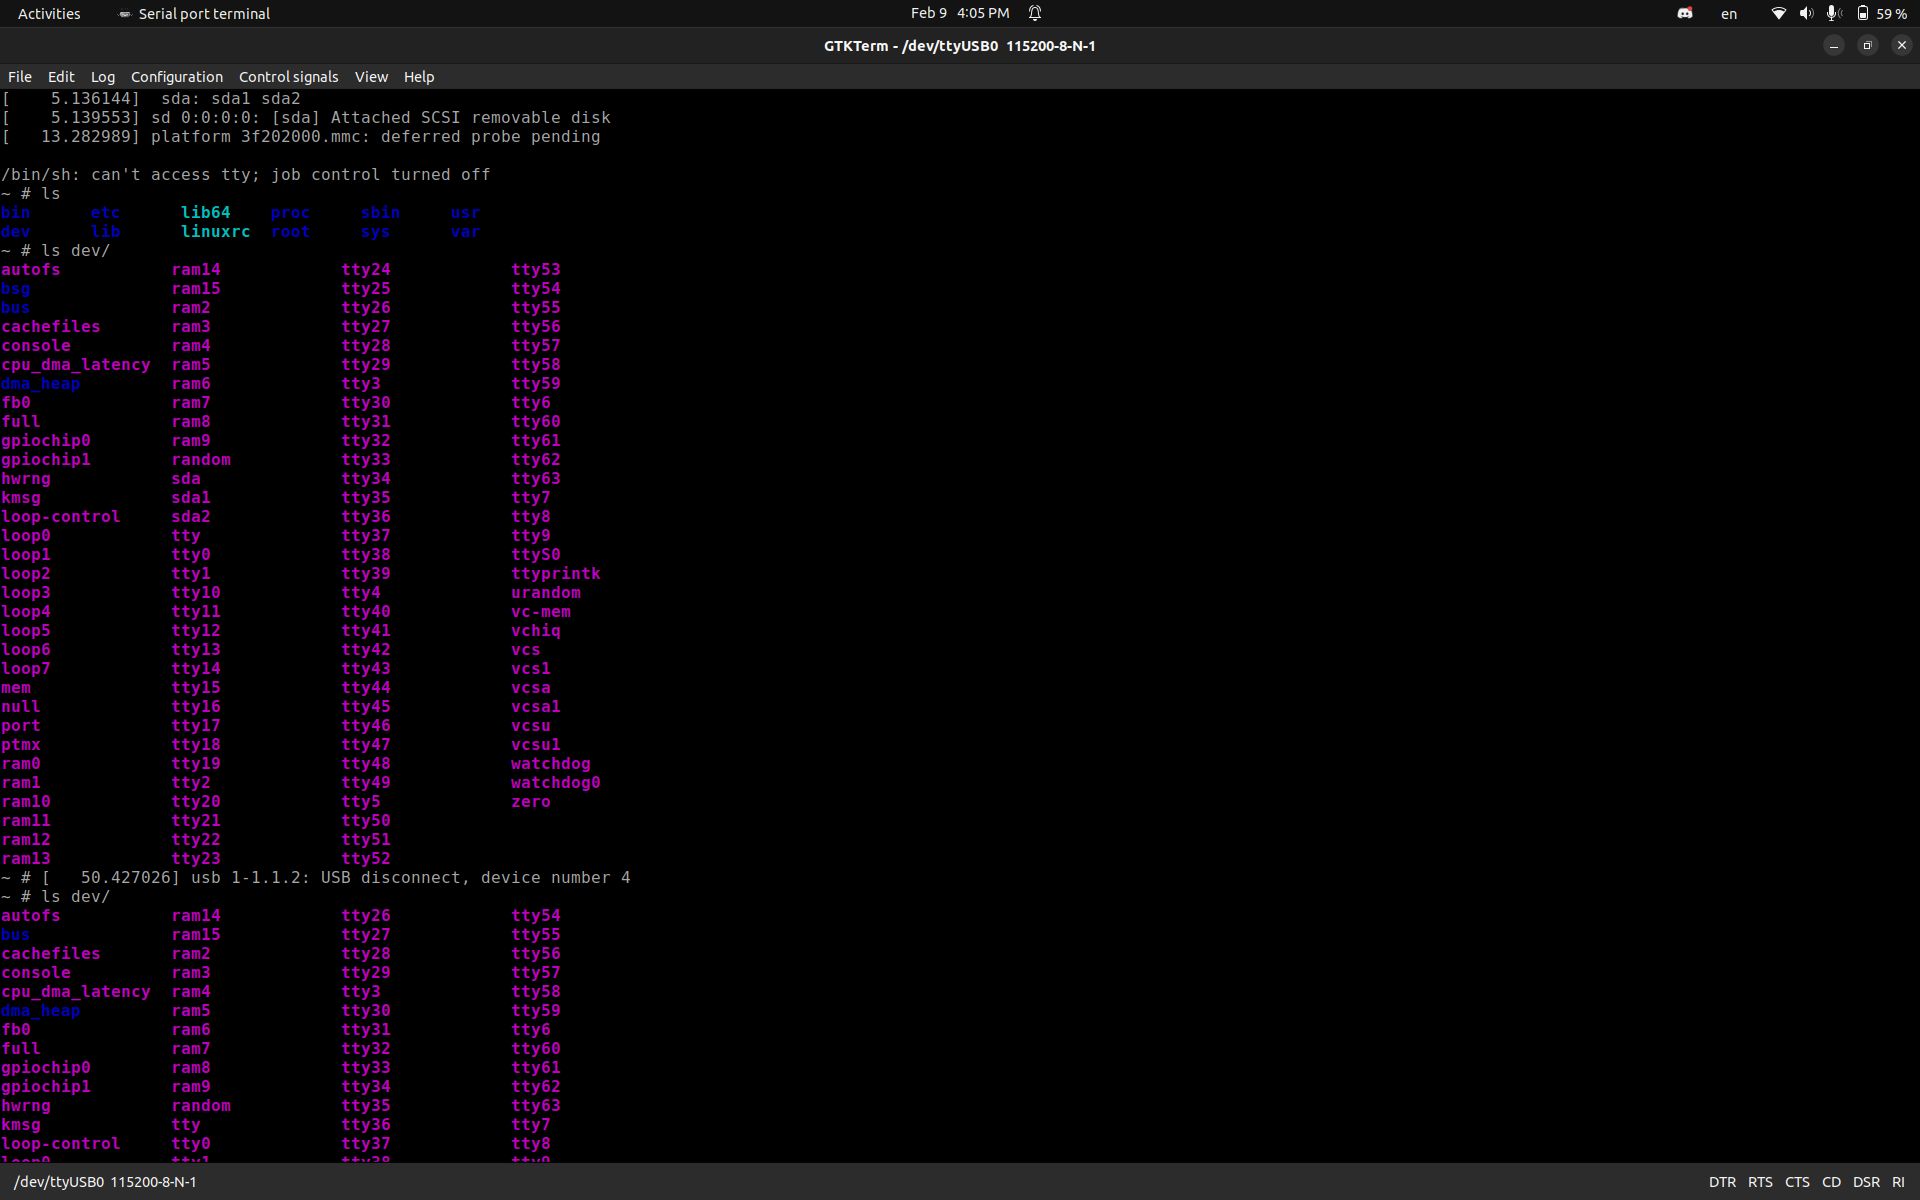 Activities Serial port terminal Feb 9 4:05 PM en 59 %
GTKTerm - /dev/ttyUSB0 115200-8-N-1
File Edit Log Configuration Control signals View Help
[    5.136144]  sda: sda1 sda2
[    5.139553] sd 0:0:0:0: [sda] Attached SCSI removable disk
[   13.282989] platform 3f202000.mmc: deferred probe pending
/bin/sh: can't access tty; job control turned off
~ # ls
bin      etc      lib64    proc     sbin     usr
dev      lib      linuxrc  root     sys      var
~ # ls dev/
autofs           ram14            tty24            tty53
bsg              ram15            tty25            tty54
bus              ram2             tty26            tty55
cachefiles       ram3             tty27            tty56
console          ram4             tty28            tty57
cpu_dma_latency  ram5             tty29            tty58
dma_heap         ram6             tty3             tty59
fb0              ram7             tty30            tty6
full             ram8             tty31            tty60
gpiochip0        ram9             tty32            tty61
gpiochip1        random           tty33            tty62
hwrng            sda              tty34            tty63
kmsg             sda1             tty35            tty7
loop-control     sda2             tty36            tty8
loop0            tty              tty37            tty9
loop1            tty0             tty38            ttyS0
loop2            tty1             tty39            ttyprintk
loop3            tty10            tty4             urandom
loop4            tty11            tty40            vc-mem
loop5            tty12            tty41            vchiq
loop6            tty13            tty42            vcs
loop7            tty14            tty43            vcs1
mem              tty15            tty44            vcsa
null             tty16            tty45            vcsa1
port             tty17            tty46            vcsu
ptmx             tty18            tty47            vcsu1
ram0             tty19            tty48            watchdog
ram1             tty2             tty49            watchdog0
ram10            tty20            tty5             zero
ram11            tty21            tty50
ram12            tty22            tty51
ram13            tty23            tty52
~ # [   50.427026] usb 1-1.1.2: USB disconnect, device number 4
~ # ls dev/
autofs           ram14            tty26            tty54
bus              ram15            tty27            tty55
cachefiles       ram2             tty28            tty56
console          ram3             tty29            tty57
cpu_dma_latency  ram4             tty3             tty58
dma_heap         ram5             tty30            tty59
fb0              ram6             tty31            tty6
full             ram7             tty32            tty60
gpiochip0        ram8             tty33            tty61
gpiochip1        ram9             tty34            tty62
hwrng            random           tty35            tty63
kmsg             tty              tty36            tty7
loop-control     tty0             tty37            tty8
loop0            tty1             tty38            tty9
/dev/ttyUSB0 115200-8-N-1 DTR RTS CTS CD DSR RI